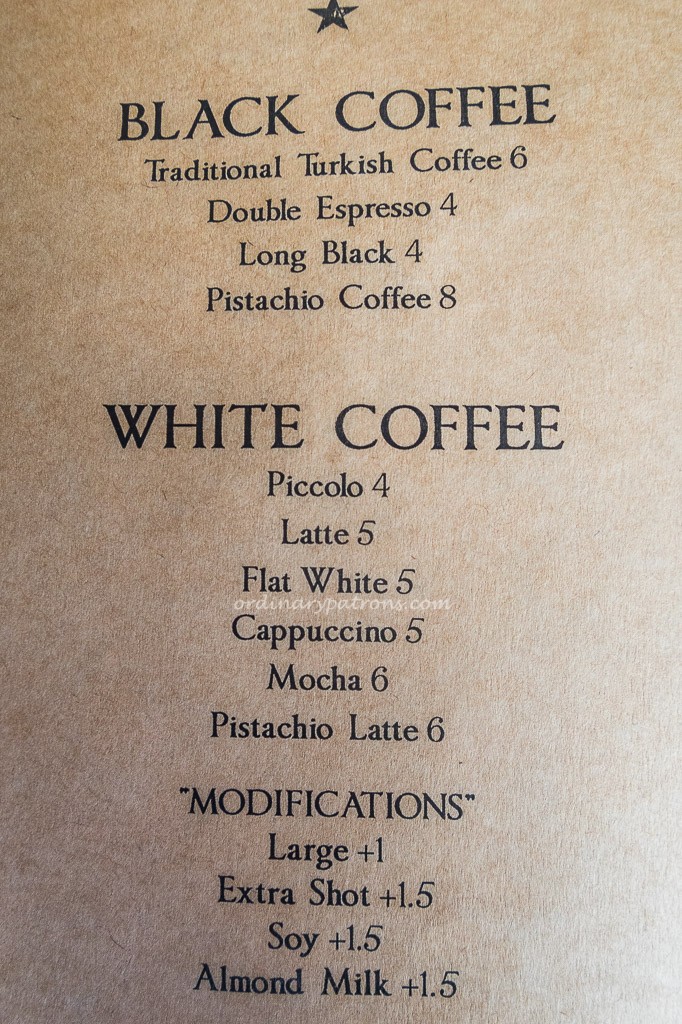 BLACK COFFEE
Traditional Turkish Coffee 6
Double Espresso 4
Long Black 4
Pistachio Coffee 8
WHITE COFFEE
Piccolo 4
Latte 5
Flat White 5
ordinarypatrons.com
Cappuccino 5
Mocha 6
Pistachio Latte 6
"MODIFICATIONS"
Large +1
Extra Shot +1.5
Soy +1.5
Almond Milk +1.5